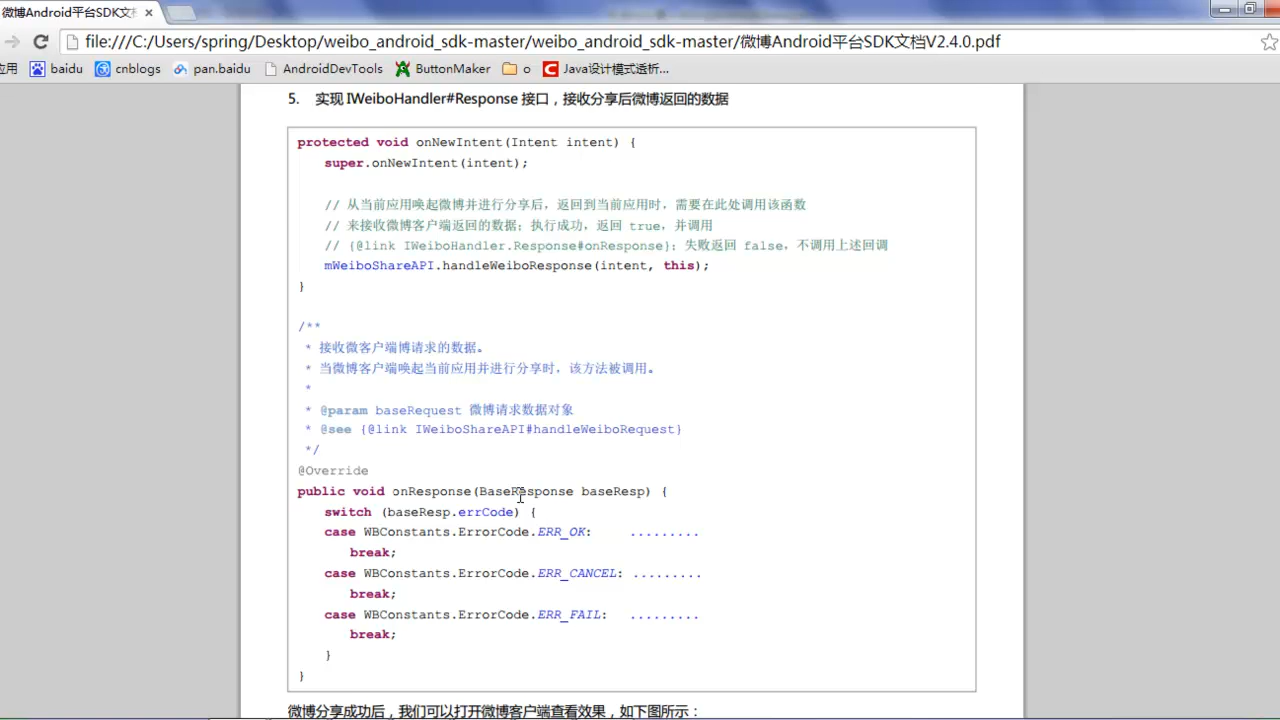 微博Android平台SDK文档
file:///C:/Users/spring/Desktop/weibo_android_sdk-master/weibo_android_sdk-master/微博Android平台SDK文档V2.4.0.pdf
应用 baidu cnblogs pan.baidu AndroidDevTools ButtonMaker o Java设计模式透析...
5. 实现 IWeiboHandler#Response 接口，接收分享后微博返回的数据
protected void onNewIntent(Intent intent) {
super.onNewIntent(intent);
// 从当前应用唤起微博并进行分享后，返回到当前应用时，需要在此处调用该函数
// 来接收微博客户端返回的数据；执行成功，返回 true，并调用
// {@link IWeiboHandler.Response#onResponse}；失败返回 false，不调用上述回调
mWeiboShareAPI.handleWeiboResponse(intent, this);
}
/**
* 接收微客户端博请求的数据。
* 当微博客户端唤起当前应用并进行分享时，该方法被调用。
*
* @param baseRequest 微博请求数据对象
* @see {@link IWeiboShareAPI#handleWeiboRequest}
*/
@Override
public void onResponse(BaseResponse baseResp) {
switch (baseResp.errCode) {
case WBConstants.ErrorCode.ERR_OK: .........
break;
case WBConstants.ErrorCode.ERR_CANCEL: .........
break;
case WBConstants.ErrorCode.ERR_FAIL: .........
break;
}
}
微博分享成功后，我们可以打开微博客户端查看效果，如下图所示：